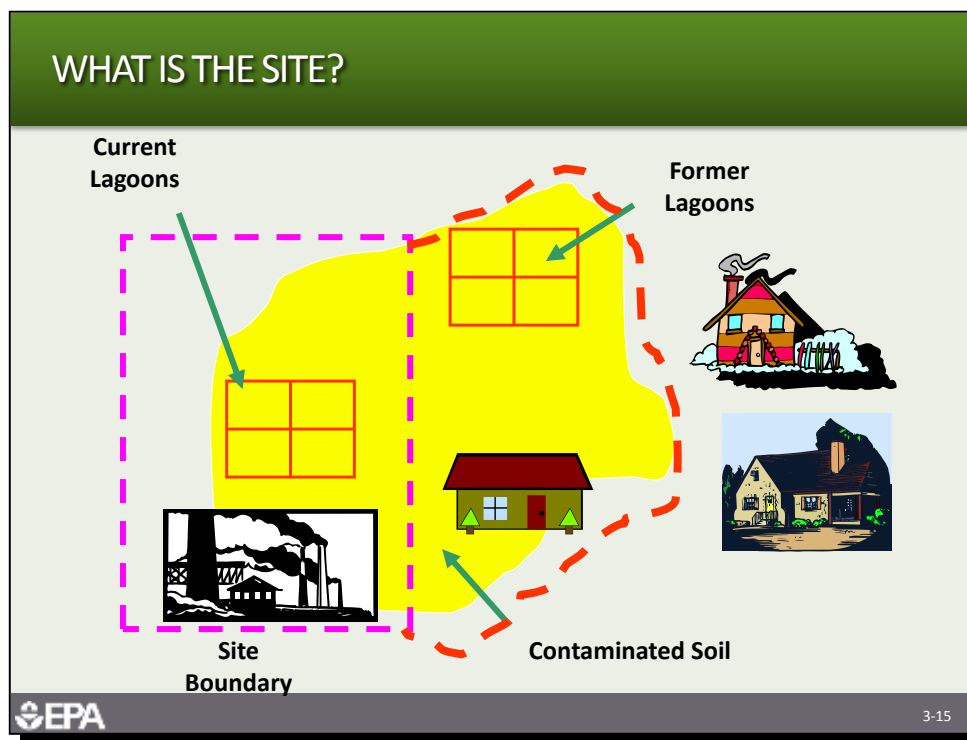 WHAT IS THE SITE?
Current
Lagoons
Former
Lagoons
Site
Boundary
Contaminated Soil
EPA
3-15